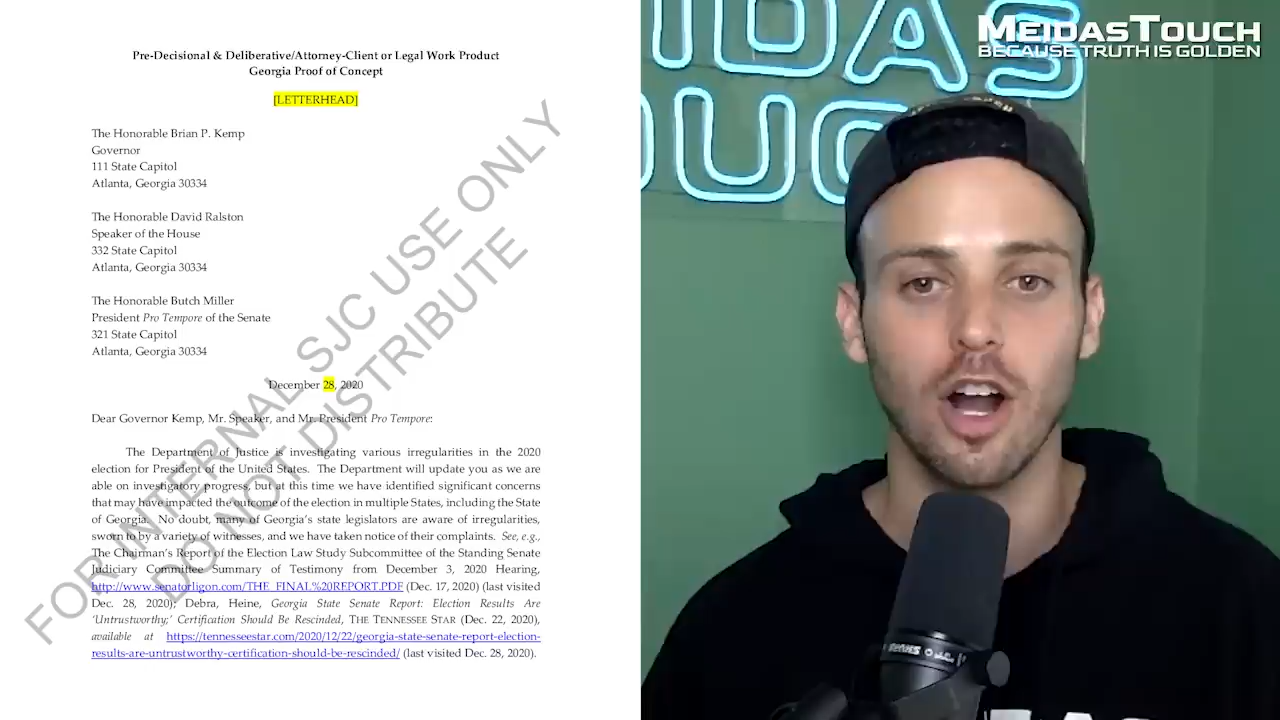 Pre-Decisional & Deliberative/Attorney-Client or Legal Work Product
Georgia Proof of Concept
[LETTERHEAD]
The Honorable Brian P. Kemp
Governor
111 State Capitol
Atlanta, Georgia 30334
The Honorable David Ralston
Speaker of the House
332 State Capitol
Atlanta, Georgia 30334
The Honorable Butch Miller
President Pro Tempore of the Senate
321 State Capitol
Atlanta, Georgia 30334
December 28, 2020
Dear Governor Kemp, Mr. Speaker, and Mr. President Pro Tempore:
The Department of Justice is investigating various irregularities in the 2020
election for President of the United States. The Department will update you as we are
able on investigatory progress, but at this time we have identified significant concerns
that may have impacted the outcome of the election in multiple States, including the State
of Georgia. No doubt, many of Georgia's state legislators are aware of irregularities,
sworn to by a variety of witnesses, and we have taken notice of their complaints. See, e.g.,
The Chairman's Report of the Election Law Study Subcommittee of the Standing Senate
Judiciary Committee Summary of Testimony from December 3, 2020 Hearing,
http://www.senatorligon.com/THE_FINAL%20REPORT.PDF (Dec. 17, 2020) (last visited
Dec. 28, 2020); Debra, Heine, Georgia State Senate Report: Election Results Are
'Untrustworthy;' Certification Should Be Rescinded, THE TENNESSEE STAR (Dec. 22, 2020),
available at https://tennesseestar.com/2020/12/22/georgia-state-senate-report-election-
results-are-untrustworthy-certification-should-be-rescinded/ (last visited Dec. 28, 2020).
FOR INTERNAL SJC USE ONLY
DO NOT DISTRIBUTE
MEIDASTOUCH
BECAUSE TRUTH IS GOLDEN
IDAS
OUC